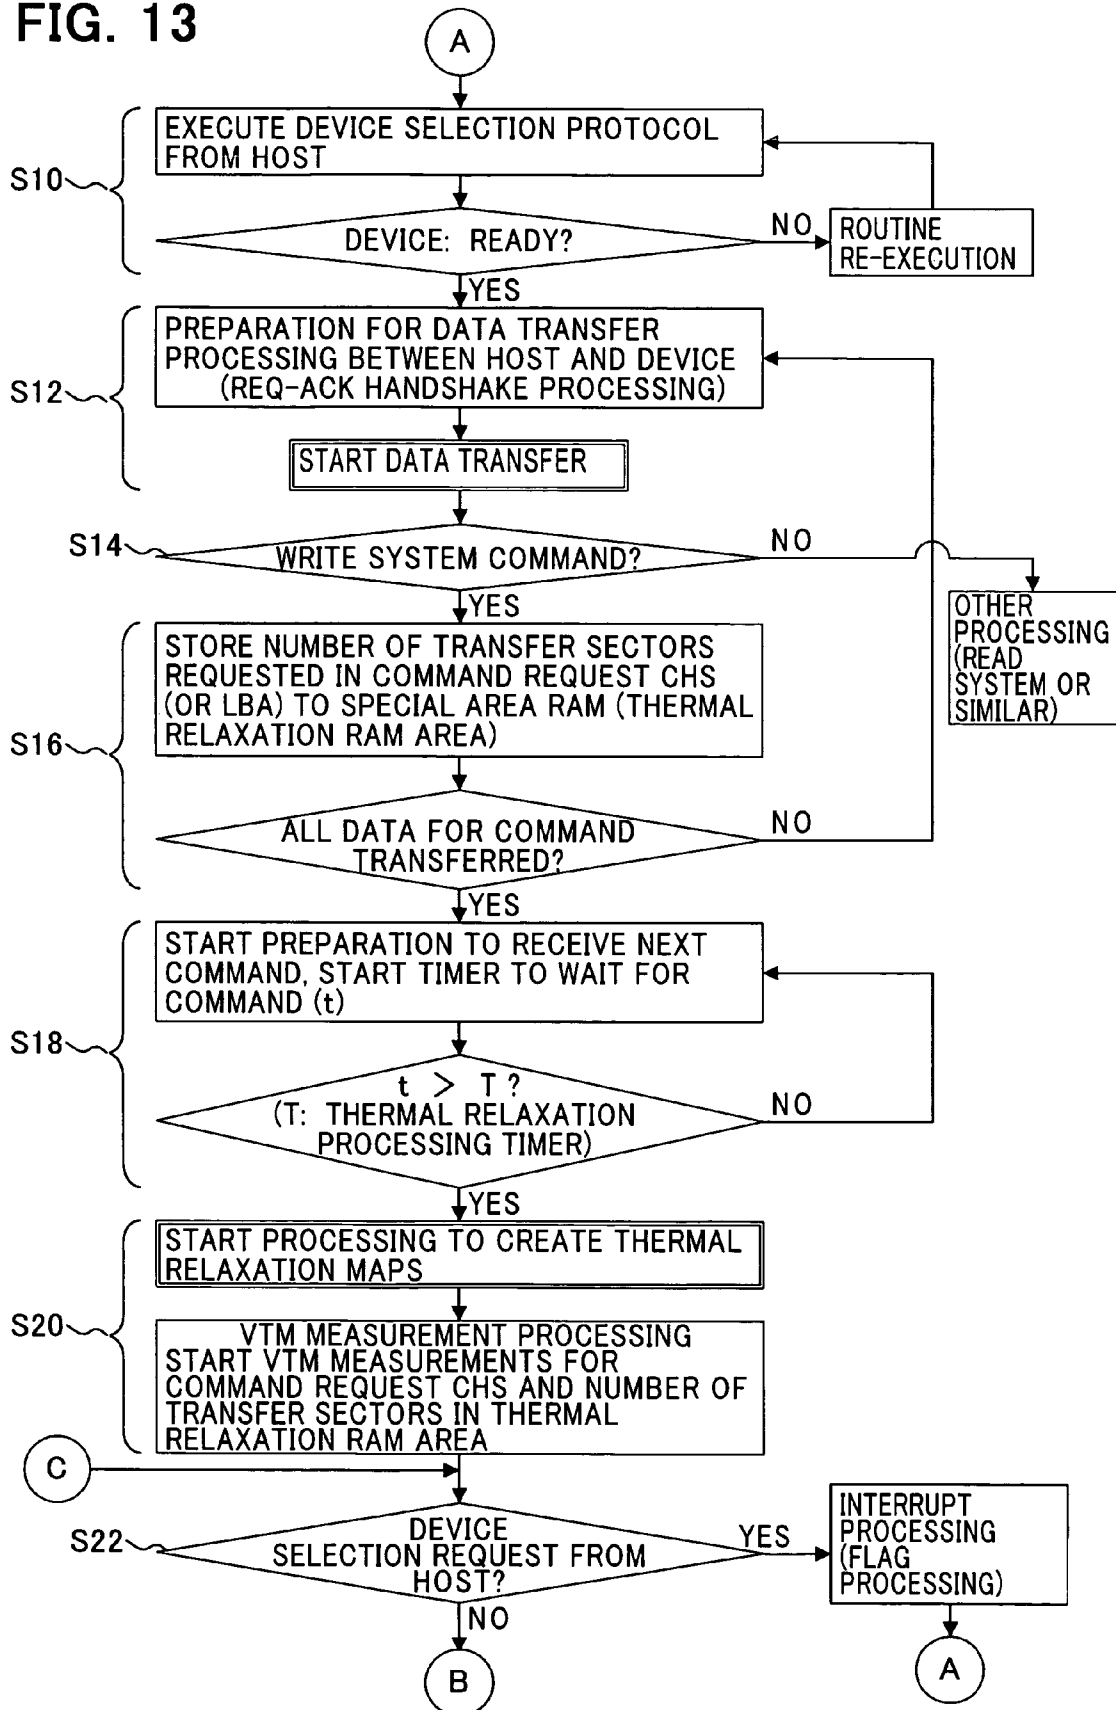 FIG. 13
A
EXECUTE DEVICE SELECTION PROTOCOL
FROM HOST
S10
DEVICE: READY?
NO
ROUTINE
RE-EXECUTION
YES
PREPARATION FOR DATA TRANSFER
PROCESSING BETWEEN HOST AND DEVICE
(REQ-ACK HANDSHAKE PROCESSING)
S12
START DATA TRANSFER
S14
WRITE SYSTEM COMMAND?
NO
YES
OTHER
PROCESSING
(READ
SYSTEM OR
SIMILAR)
STORE NUMBER OF TRANSFER SECTORS
REQUESTED IN COMMAND REQUEST CHS
(OR LBA) TO SPECIAL AREA RAM (THERMAL
RELAXATION RAM AREA)
S16
ALL DATA FOR COMMAND
TRANSFERRED?
NO
YES
START PREPARATION TO RECEIVE NEXT
COMMAND, START TIMER TO WAIT FOR
COMMAND (t)
S18
t > T ?
(T: THERMAL RELAXATION
PROCESSING TIMER)
NO
YES
START PROCESSING TO CREATE THERMAL
RELAXATION MAPS
S20
VTM MEASUREMENT PROCESSING
START VTM MEASUREMENTS FOR
COMMAND REQUEST CHS AND NUMBER OF
TRANSFER SECTORS IN THERMAL
RELAXATION RAM AREA
C
S22
DEVICE
SELECTION REQUEST FROM
HOST?
YES
INTERRUPT
PROCESSING
(FLAG
PROCESSING)
NO
B
A